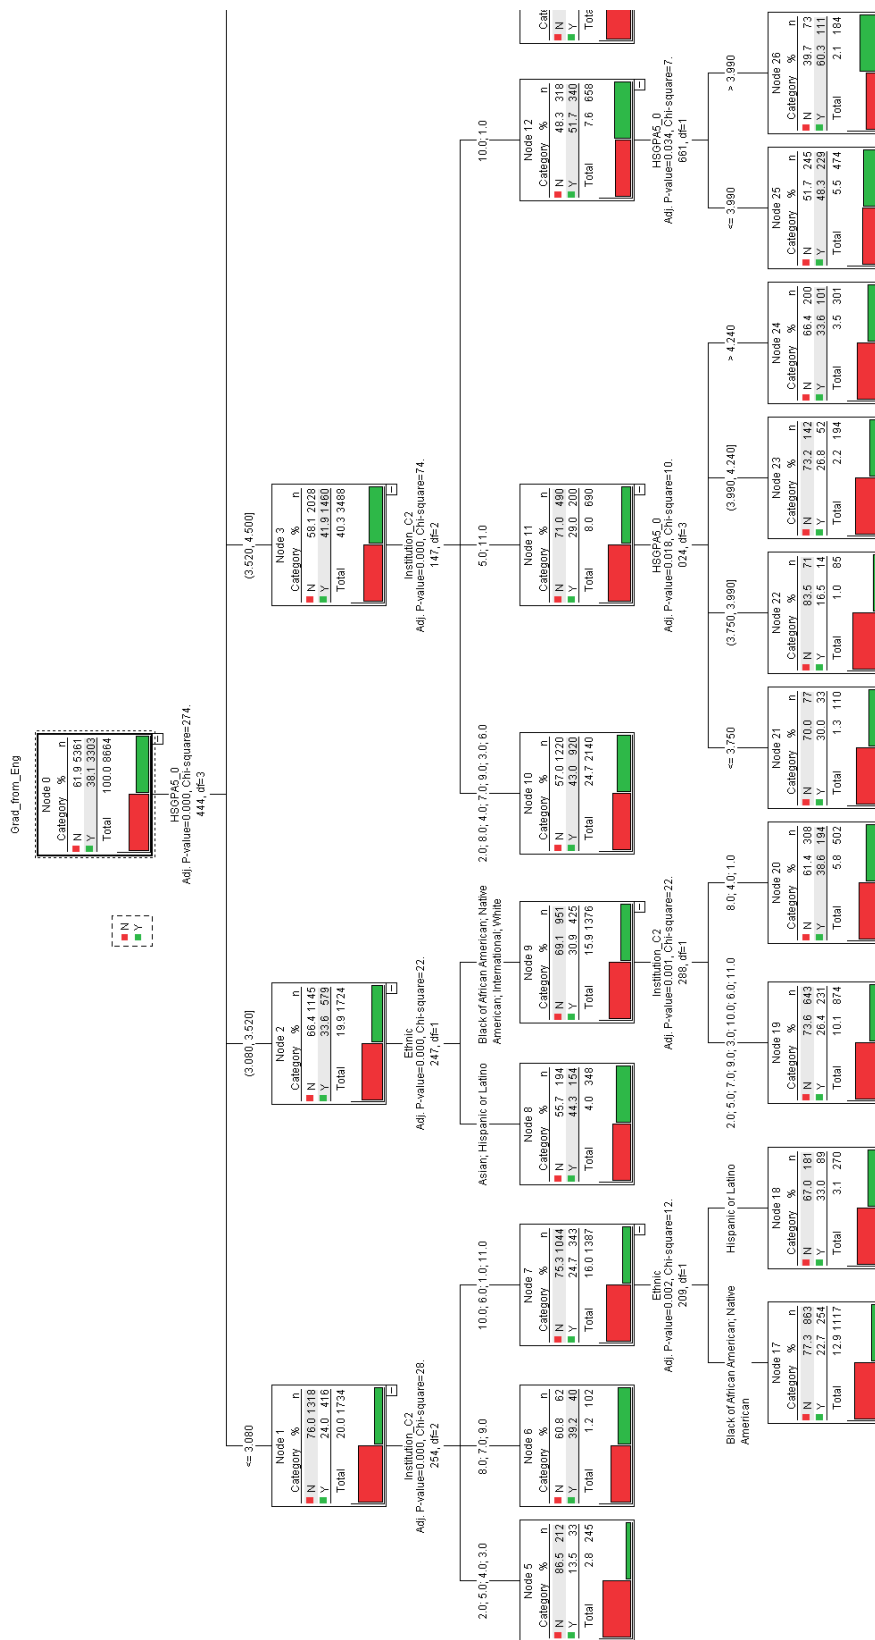 Grad_from_Eng
Node 0
Category % n
N 61.9 5361
Y 38.1 3303
Total 100.0 8664
N
Y
HSGPA5_0
Adj. P-value=0.000, Chi-square=274.
444, df=3
<= 3.080
(3.080, 3.520]
(3.520, 4.500]
Node 1
Category % n
N 76.0 1318
Y 24.0 416
Total 20.0 1734
Institution_C2
Adj. P-value=0.000, Chi-square=28.
254, df=2
Node 2
Category % n
N 66.4 1145
Y 33.6 579
Total 19.9 1724
Ethnic
Adj. P-value=0.000, Chi-square=22.
247, df=1
Node 3
Category % n
N 58.1 2028
Y 41.9 1460
Total 40.3 3488
Institution_C2
Adj. P-value=0.000, Chi-square=74.
147, df=2
2.0; 5.0; 4.0; 3.0
8.0; 7.0; 9.0
10.0; 6.0; 1.0; 11.0
Asian; Hispanic or Latino
Black of African American; Native
American; International; White
2.0; 8.0; 4.0; 7.0; 9.0; 3.0; 6.0
5.0; 11.0
10.0; 1.0
Node 5
Category % n
N 86.5 212
Y 13.5 33
Total 2.8 245
Node 6
Category % n
N 60.8 62
Y 39.2 40
Total 1.2 102
Node 7
Category % n
N 75.3 1044
Y 24.7 343
Total 16.0 1387
Ethnic
Adj. P-value=0.002, Chi-square=12.
209, df=1
Node 8
Category % n
N 55.7 194
Y 44.3 154
Total 4.0 348
Node 9
Category % n
N 69.1 951
Y 30.9 425
Total 15.9 1376
Institution_C2
Adj. P-value=0.001, Chi-square=22.
288, df=1
Node 10
Category % n
N 57.0 1220
Y 43.0 920
Total 24.7 2140
Node 11
Category % n
N 71.0 490
Y 29.0 200
Total 8.0 690
HSGPA5_0
Adj. P-value=0.018, Chi-square=10.
024, df=3
Node 12
Category % n
N 48.3 318
Y 51.7 340
Total 7.6 658
HSGPA5_0
Adj. P-value=0.034, Chi-square=7.
661, df=1
N
Y
Black of African American; Native
American
Hispanic or Latino
2.0; 5.0; 7.0; 9.0; 3.0; 10.0; 6.0; 11.0
8.0; 4.0; 1.0
<= 3.750
(3.750, 3.990]
(3.990, 4.240]
> 4.240
<= 3.990
> 3.990
Node 17
Category % n
N 77.3 863
Y 22.7 254
Total 12.9 1117
Node 18
Category % n
N 67.0 181
Y 33.0 89
Total 3.1 270
Node 19
Category % n
N 73.6 643
Y 26.4 231
Total 10.1 874
Node 20
Category % n
N 61.4 308
Y 38.6 194
Total 5.8 502
Node 21
Category % n
N 70.0 77
Y 30.0 33
Total 1.3 110
Node 22
Category % n
N 83.5 71
Y 16.5 14
Total 1.0 85
Node 23
Category % n
N 73.2 142
Y 26.8 52
Total 2.2 194
Node 24
Category % n
N 66.4 200
Y 33.6 101
Total 3.5 301
Node 25
Category % n
N 51.7 245
Y 48.3 229
Total 5.5 474
Node 26
Category % n
N 39.7 73
Y 60.3 111
Total 2.1 184